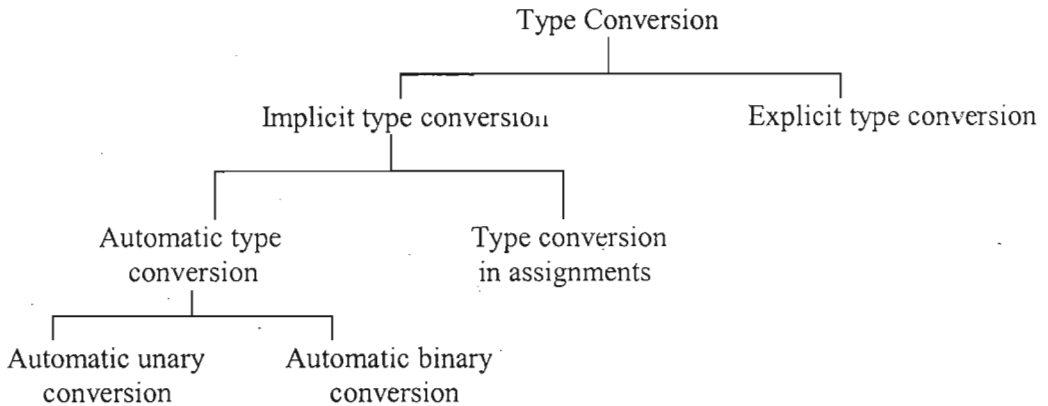 Type Conversion
Implicit type conversion
Explicit type conversion
Automatic type
conversion
Type conversion
in assignments
Automatic unary
conversion
Automatic binary
conversion